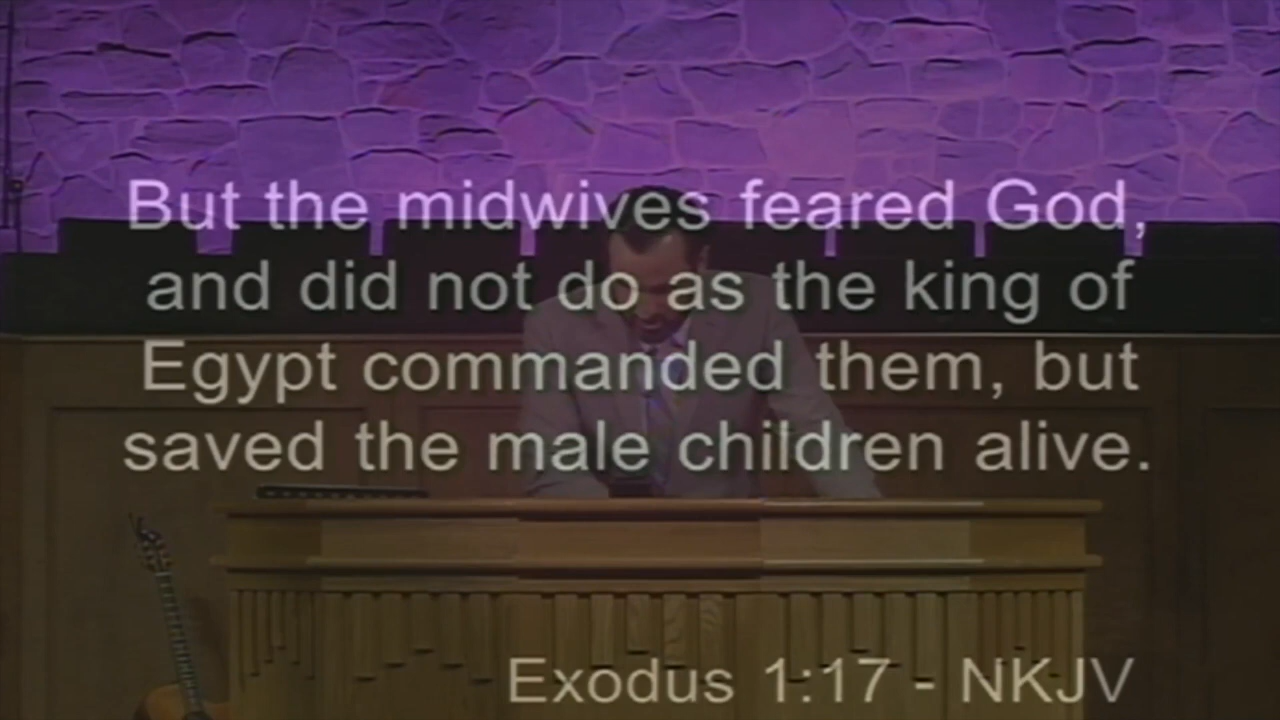 But the midwives feared God,
and did not do as the king of
Egypt commanded them, but
saved the male children alive.
Exodus 1:17 - NKJV